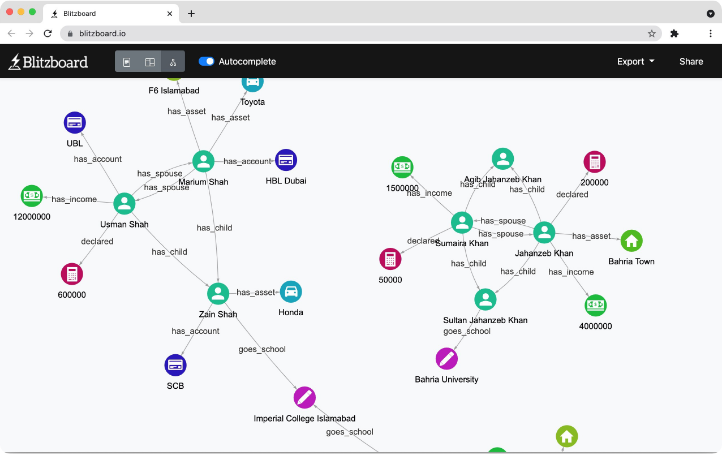 Blitzboard
blitzboard.io
Blitzboard
Autocomplete
Export
Share
F6 Islamabad
Toyota
has_asset
has_asset
UBL
has_account
has_account
Marium Shah
HBL Dubai
has_spouse
has_spouse
12000000
has_income
Usman Shah
declared
600000
has_child
has_child
Zain Shah
has_asset
Honda
has_account
SCB
goes_school
Imperial College Islamabad
goes_school
1500000
has_income
Aqib Jahanzeb Khan
has_child
has_child
200000
declared
Sumaira Khan
has_spouse
has_spouse
Jahanzeb Khan
has_asset
Bahria Town
declared
50000
has_child
has_child
has_income
4000000
Sultan Jahanzeb Khan
goes_school
Bahria University